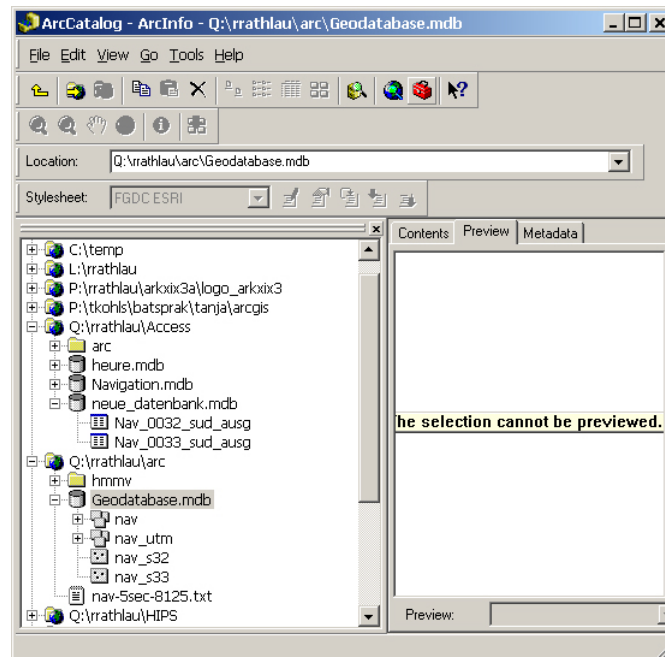 ArcCatalog - ArcInfo - Q:\rrathlau\arc\Geodatabase.mdb
File Edit View Go Tools Help
Location: Q:\rrathlau\arc\Geodatabase.mdb
Stylesheet: FGDC ESRI
C:\temp
L:\rrathlau
P:\rrathlau\arkxix3a\logo_arkxix3
P:\tkohls\batsprak\tanja\arcgis
Q:\rrathlau\Access
arc
heure.mdb
Navigation.mdb
neue_datenbank.mdb
Nav_0032_sud_ausg
Nav_0033_sud_ausg
Q:\rrathlau\arc
hmmv
Geodatabase.mdb
nav
nav_utm
nav_s32
nav_s33
nav-5sec-8125.txt
Q:\rrathlau\HIPS
Contents Preview Metadata
he selection cannot be previewed.
Preview: